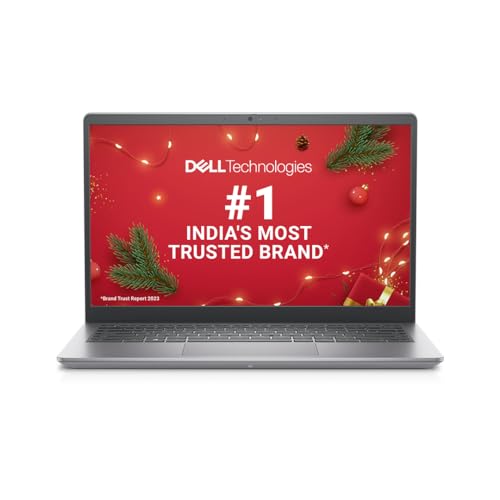 DELLTechnologies
#1
INDIA'S MOST
TRUSTED BRAND*
*Brand Trust Report 2023